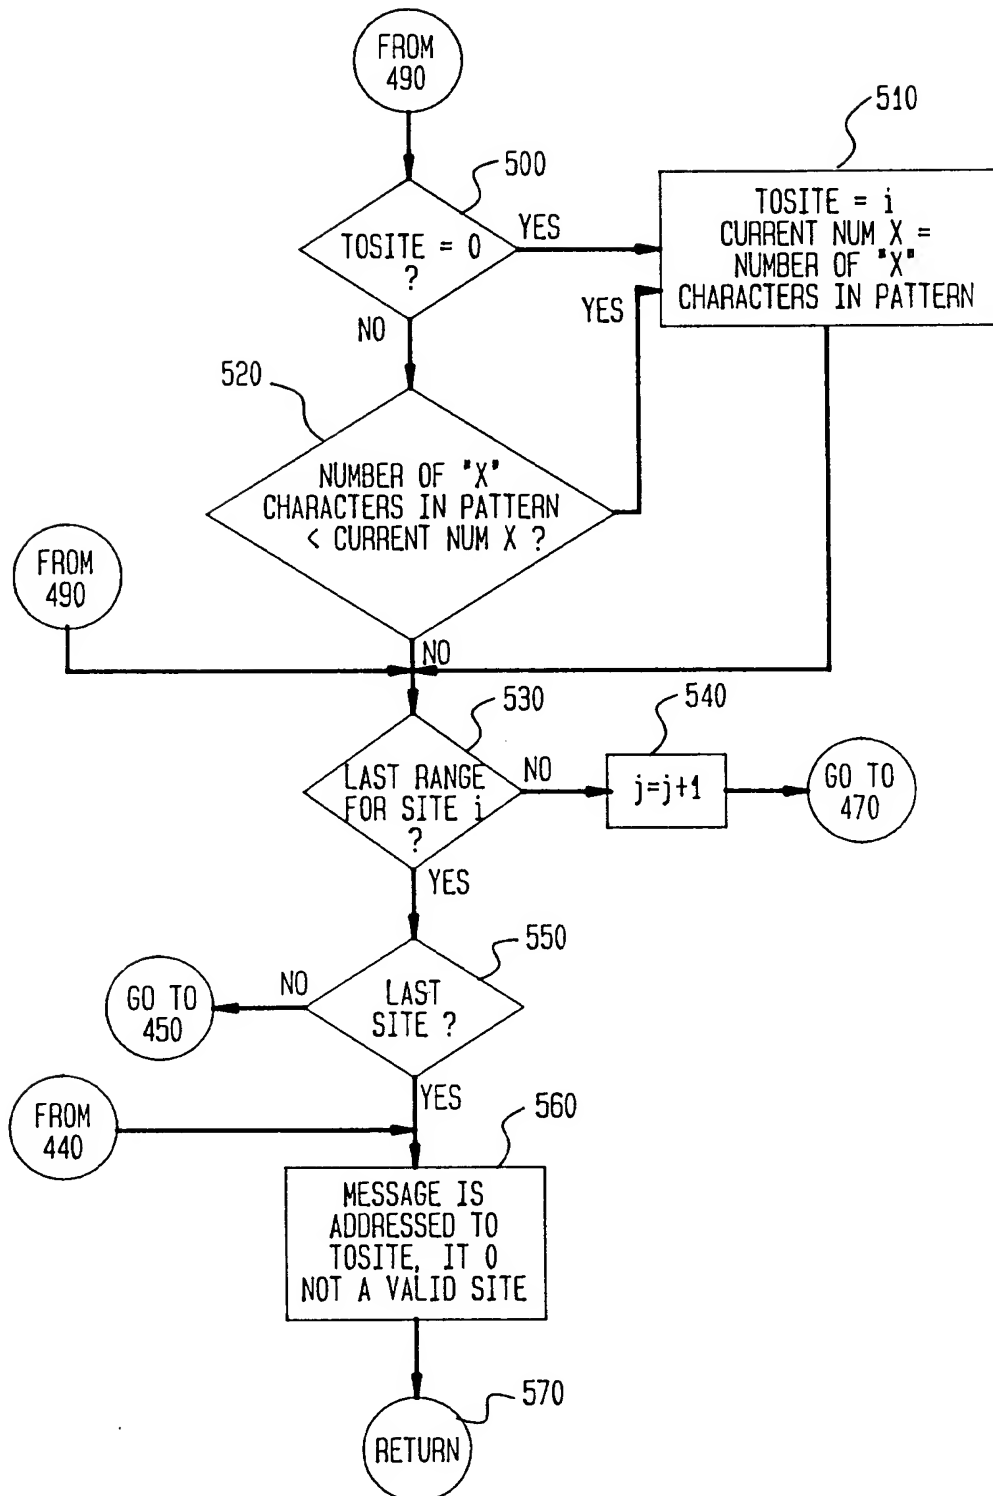 FROM
490
500
TOSITE = 0
?
YES
NO
510
TOSITE = i
CURRENT NUM X =
NUMBER OF "X"
CHARACTERS IN PATTERN
YES
520
NUMBER OF "X"
CHARACTERS IN PATTERN
< CURRENT NUM X ?
FROM
490
NO
530
LAST RANGE
FOR SITE i
?
NO
540
j=j+1
GO TO
470
YES
550
LAST
SITE ?
NO
GO TO
450
YES
FROM
440
560
MESSAGE IS
ADDRESSED TO
TOSITE, IT 0
NOT A VALID SITE
570
RETURN